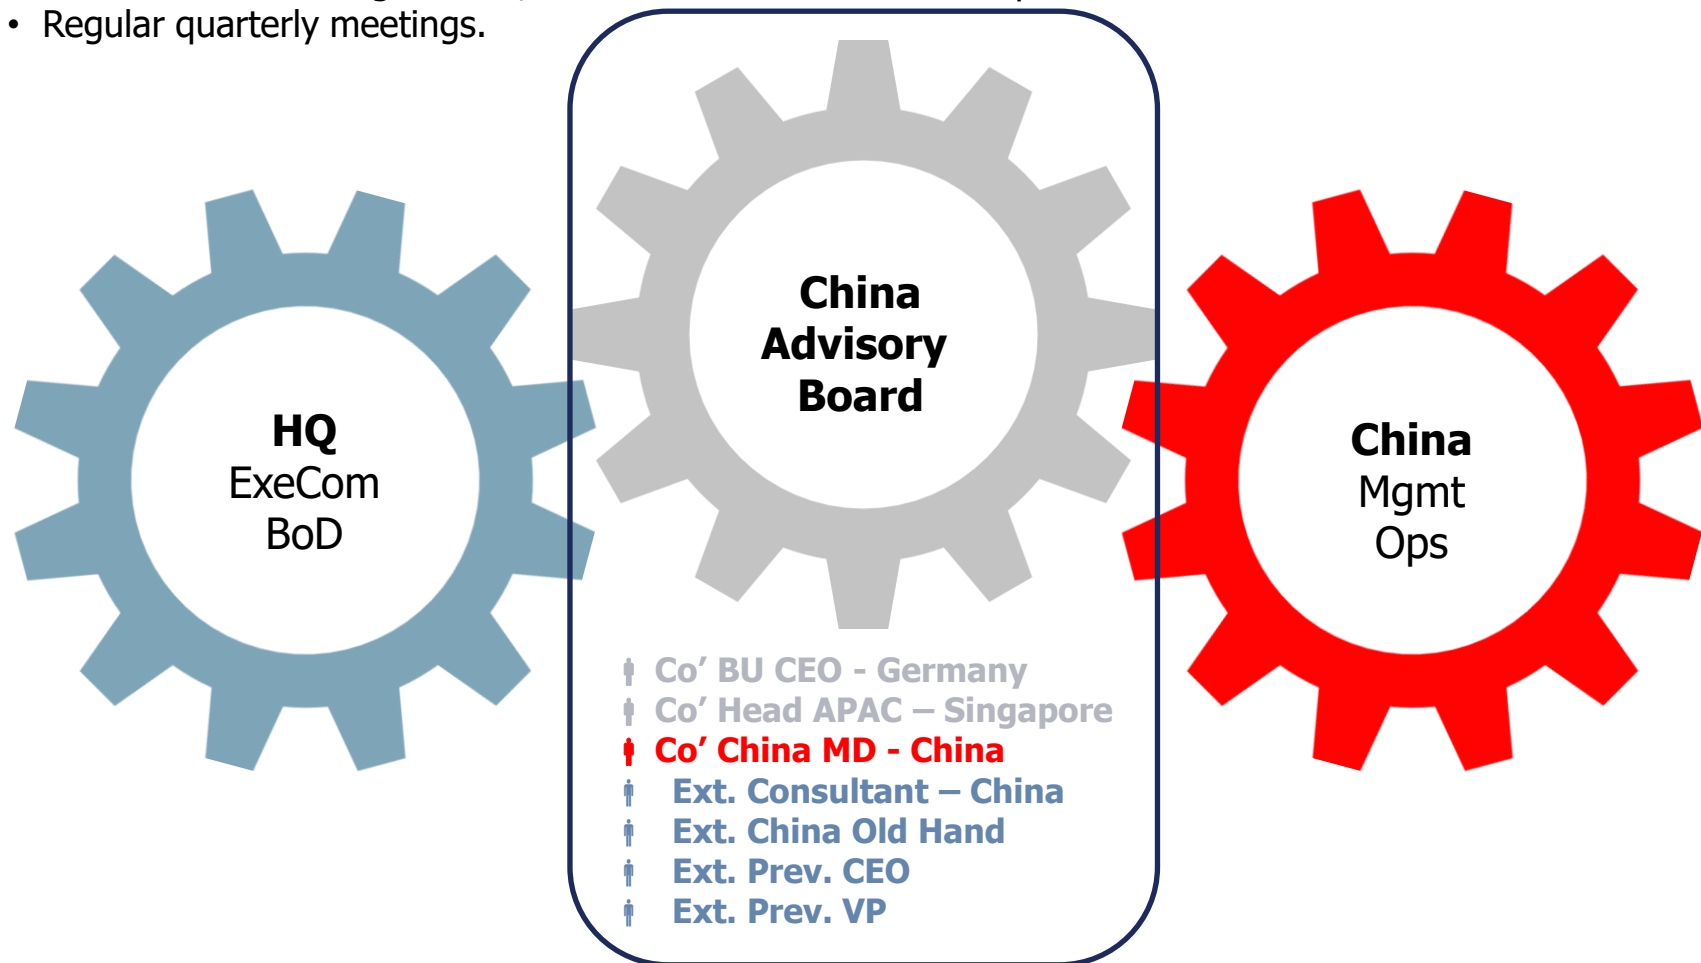 • Regular quarterly meetings.
China
Advisory
Board
HQ
ExeCom
BoD
China
Mgmt
Ops
Co’ BU CEO - Germany
Co’ Head APAC – Singapore
Co’ China MD - China
Ext. Consultant – China
Ext. China Old Hand
Ext. Prev. CEO
Ext. Prev. VP